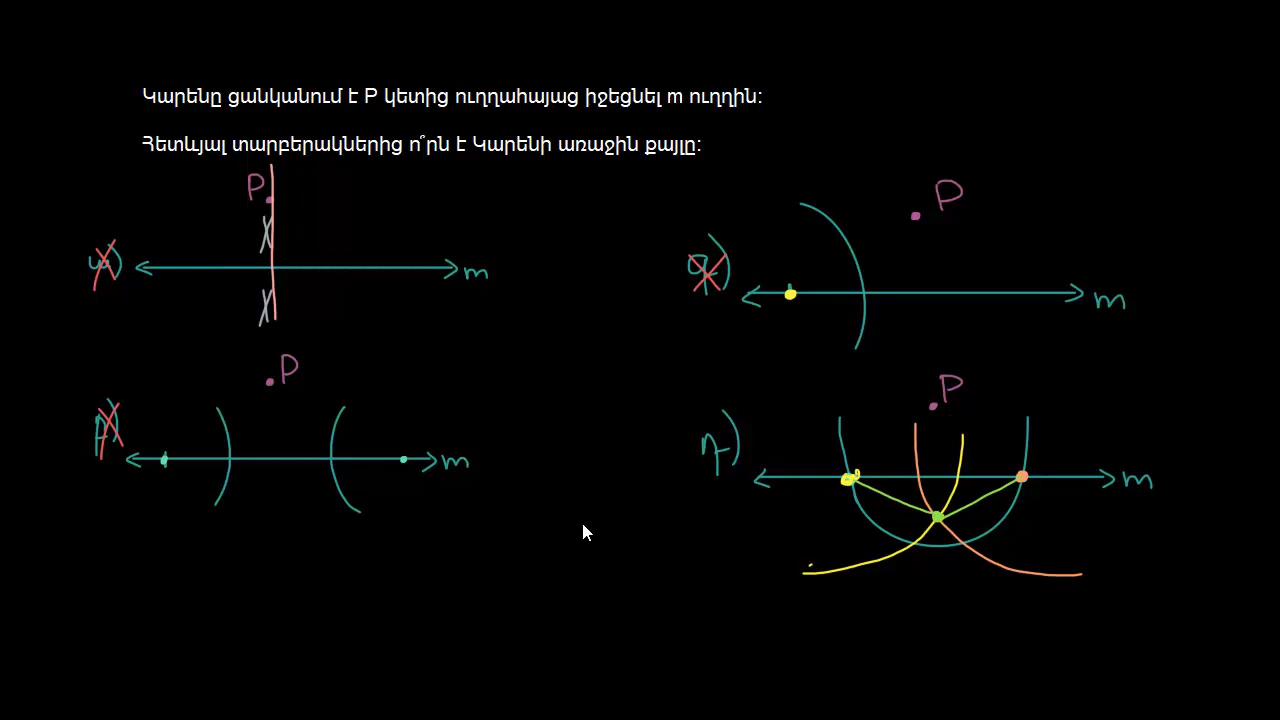 Կարենը ցանկանում է P կետից ուղղահայաց իջեցնել m ուղղին:
Հետևյալ տարբերակներից ո՞րն է Կարենի առաջին քայլը:
ա) P m
բ) P m
գ) P m
դ) P m